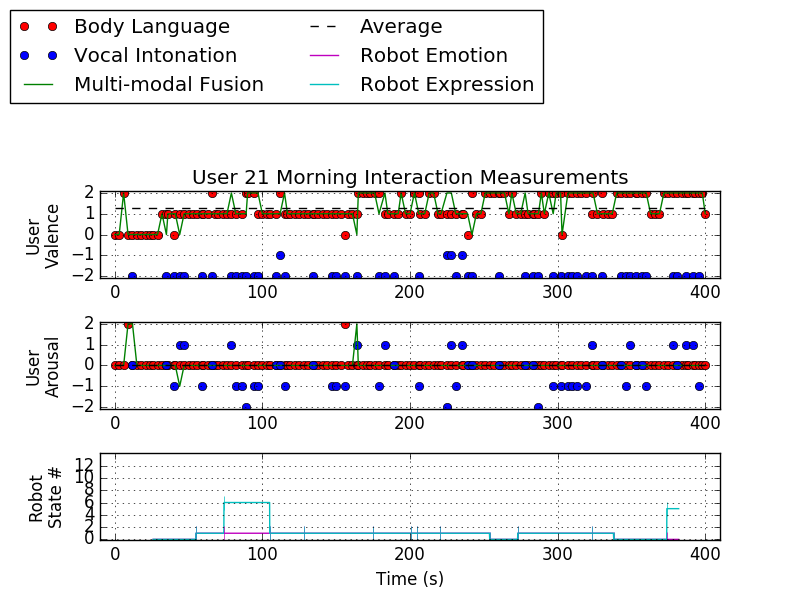 Body Language
Average
Vocal Intonation
Robot Emotion
Multi-modal Fusion
Robot Expression
User 21 Morning Interaction Measurements
User
Valence
2
1
0
−1
−2
0 100 200 300 400
User
Arousal
2
1
0
−1
−2
0 100 200 300 400
Robot
State #
12
10
8
6
4
2
0
0 100 200 300 400
Time (s)